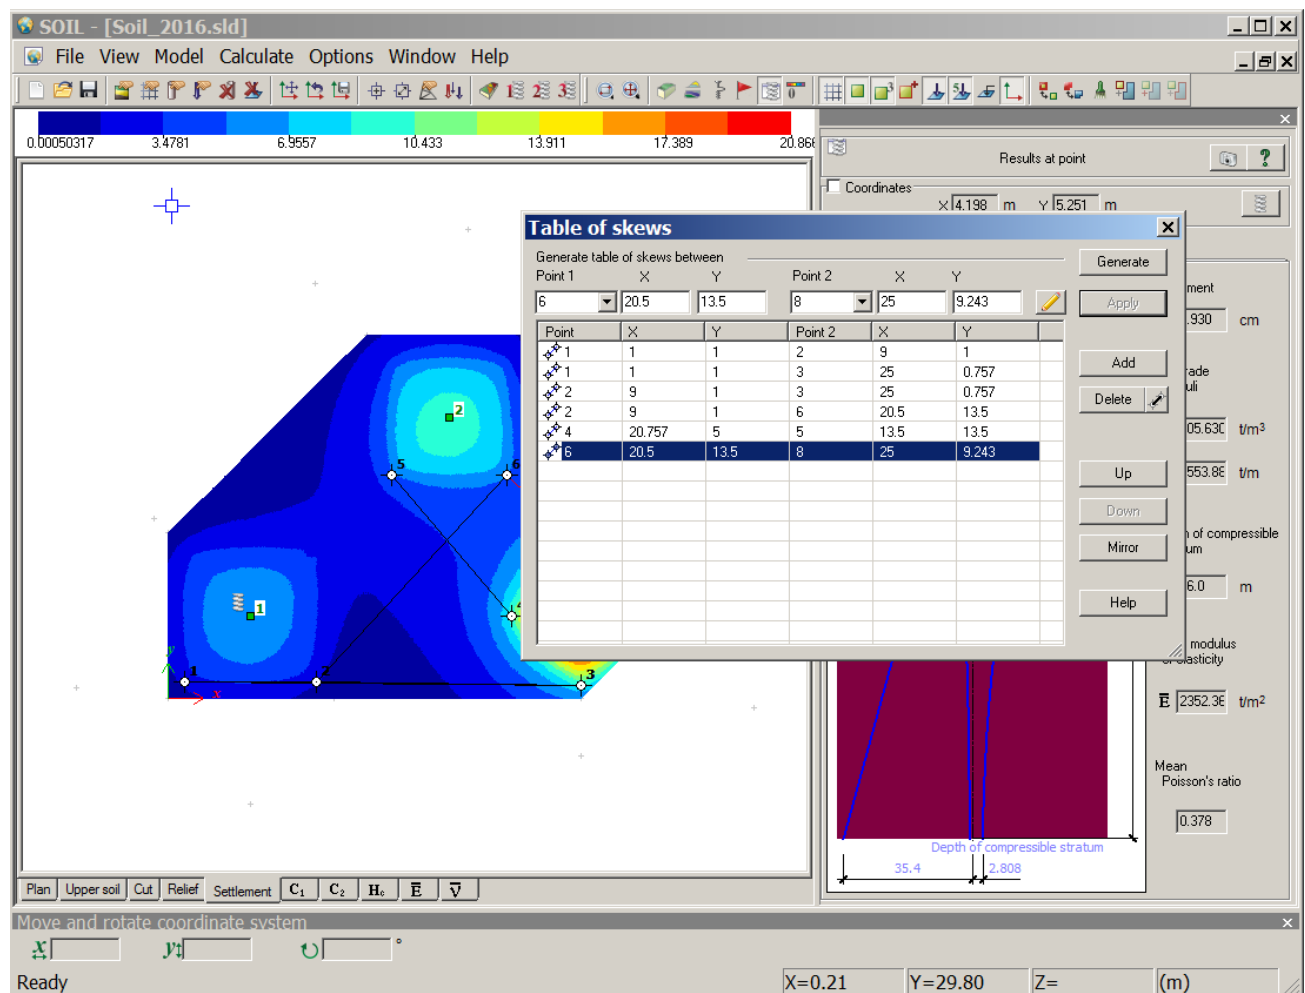 SOIL - [Soil_2016.sld]
File View Model Calculate Options Window Help
0.00050317 3.4781 6.9557 10.433 13.911 17.389
Results at point
Coordinates
X 4.198 m Y 5.251 m
Table of skews
Generate table of skews between
Point 1 X Y Point 2 X Y
6 20.5 13.5 8 25 9.243
Point X Y Point 2 X Y
1 1 1 2 9 1
1 1 1 3 25 0.757
2 9 1 3 25 0.757
2 9 1 6 20.5 13.5
4 20.757 5 5 13.5 13.5
6 20.5 13.5 8 25 9.243
Generate
Apply
Add
Delete
Up
Down
Mirror
Help
.930 cm
05.630 t/m³
553.88 t/m
of compressible
6.0 m
modulus
of elasticity
E 2352.36 t/m2
Mean
Poisson's ratio
0.378
2
5
6
1
1
2
3
y
x
Depth of compressible stratum
35.4 2.808
Plan Upper soil Cut Relief Settlement C1 C2 Hc E V
Move and rotate coordinate system
x y °
Ready
X=0.21 Y=29.80 Z= (m)